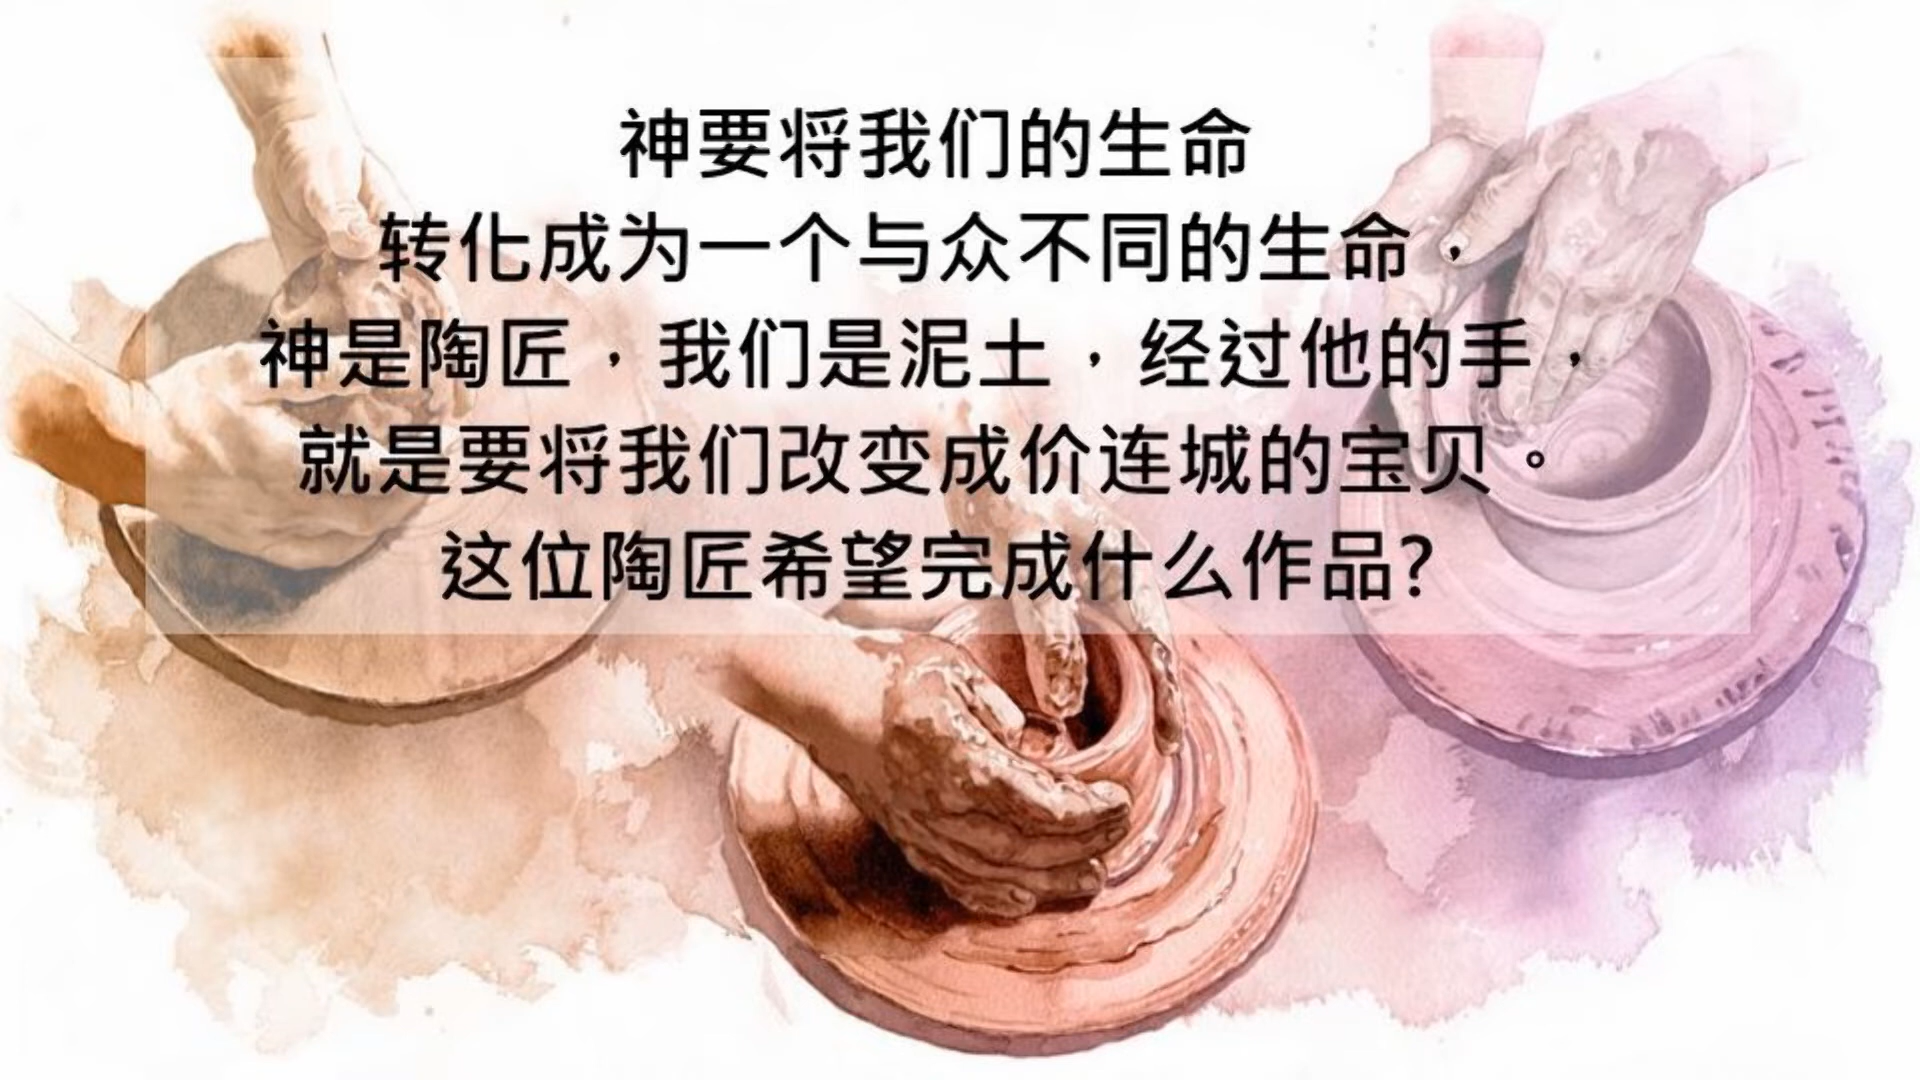 神要将我们的生命
转化成为一个与众不同的生命，
神是陶匠，我们是泥土，经过他的手，
就是要将我们改变成价连城的宝贝。
这位陶匠希望完成什么作品?